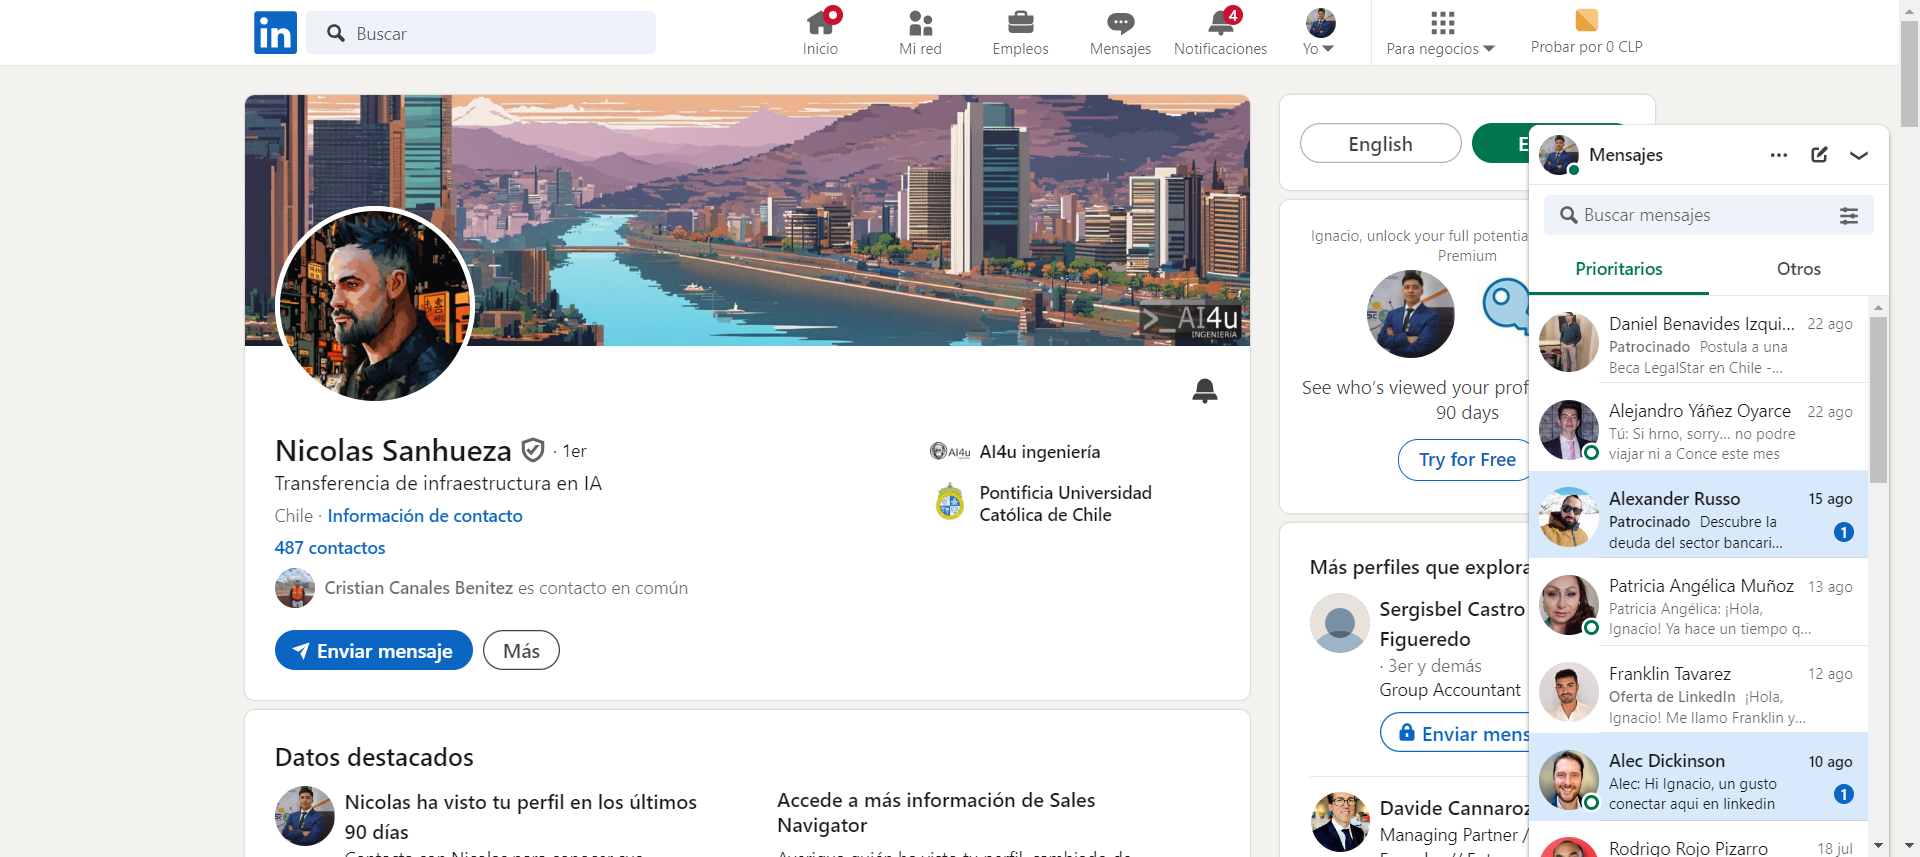 in
Buscar
Inicio
Mi red
Empleos
Mensajes
4
Notificaciones
Yo
Para negocios
Probar por 0 CLP
>_AI4u
INGENIERÍA
Nicolas Sanhueza · 1er
Transferencia de infraestructura en IA
Chile · Información de contacto
487 contactos
Cristian Canales Benitez es contacto en común
Enviar mensaje
Más
AI4u
AI4u ingeniería
Pontificia Universidad
Católica de Chile
Datos destacados
Nicolas ha visto tu perfil en los últimos
90 días
Accede a más información de Sales
Navigator
English
E
Ignacio, unlock your full potentia
Premium
See who's viewed your prof
90 days
Try for Free
Más perfiles que explora
Sergisbel Castro
Figueredo
· 3er y demás
Group Accountant
Enviar mens
Davide Cannaroz
Managing Partner /
Mensajes
Buscar mensajes
Prioritarios
Otros
Daniel Benavides Izqui... 22 ago
Patrocinado Postula a una
Beca LegalStar en Chile -...
Alejandro Yáñez Oyarce 22 ago
Tú: Si hrno, sorry... no podre
viajar ni a Conce este mes
Alexander Russo 15 ago
Patrocinado Descubre la
deuda del sector bancari... 1
Patricia Angélica Muñoz 13 ago
Patricia Angélica: ¡Hola,
Ignacio! Ya hace un tiempo q...
Franklin Tavarez 12 ago
Oferta de LinkedIn ¡Hola,
Ignacio! Me llamo Franklin y...
Alec Dickinson 10 ago
Alec: Hi Ignacio, un gusto
conectar aqui en linkedin 1
Rodrigo Rojo Pizarro 18 jul